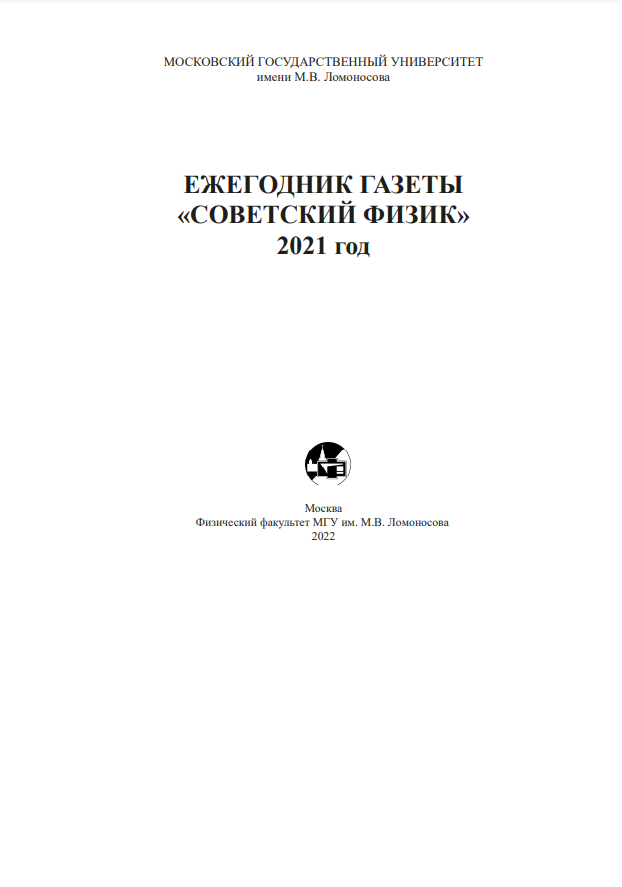 МОСКОВСКИЙ ГОСУДАРСТВЕННЫЙ УНИВЕРСИТЕТ
имени М.В. Ломоносова
ЕЖЕГОДНИК ГАЗЕТЫ
«СОВЕТСКИЙ ФИЗИК»
2021 год
Москва
Физический факультет МГУ им. М.В. Ломоносова
2022